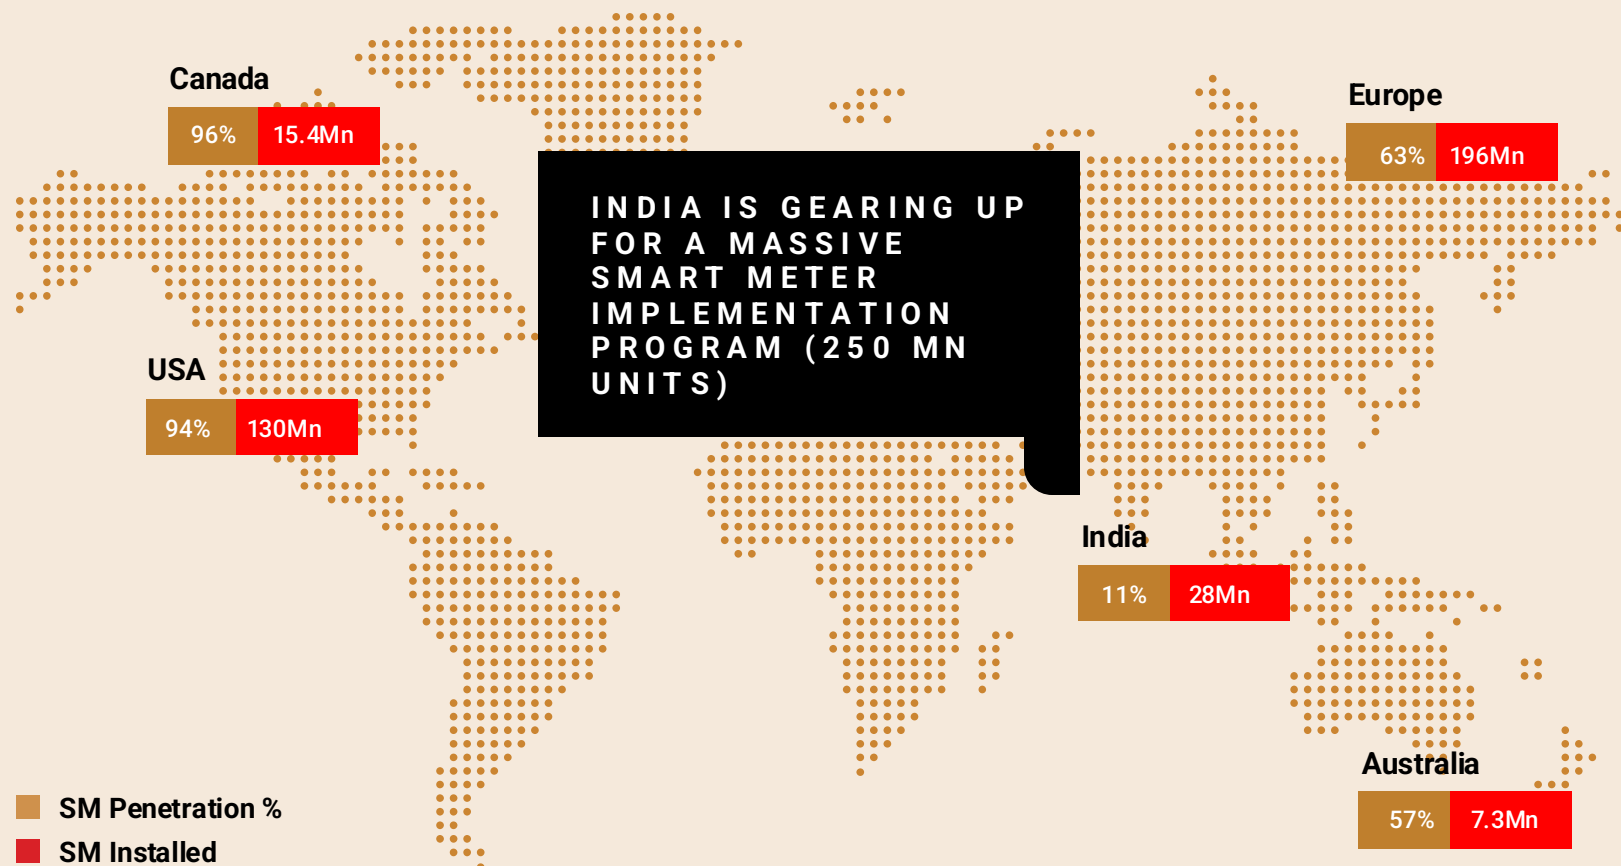 Canada
96% 15.4Mn
Europe
63% 196Mn
INDIA IS GEARING UP
FOR A MASSIVE
SMART METER
IMPLEMENTATION
PROGRAM (250 MN
UNITS)
USA
94% 130Mn
India
11% 28Mn
Australia
57% 7.3Mn
SM Penetration %
SM Installed